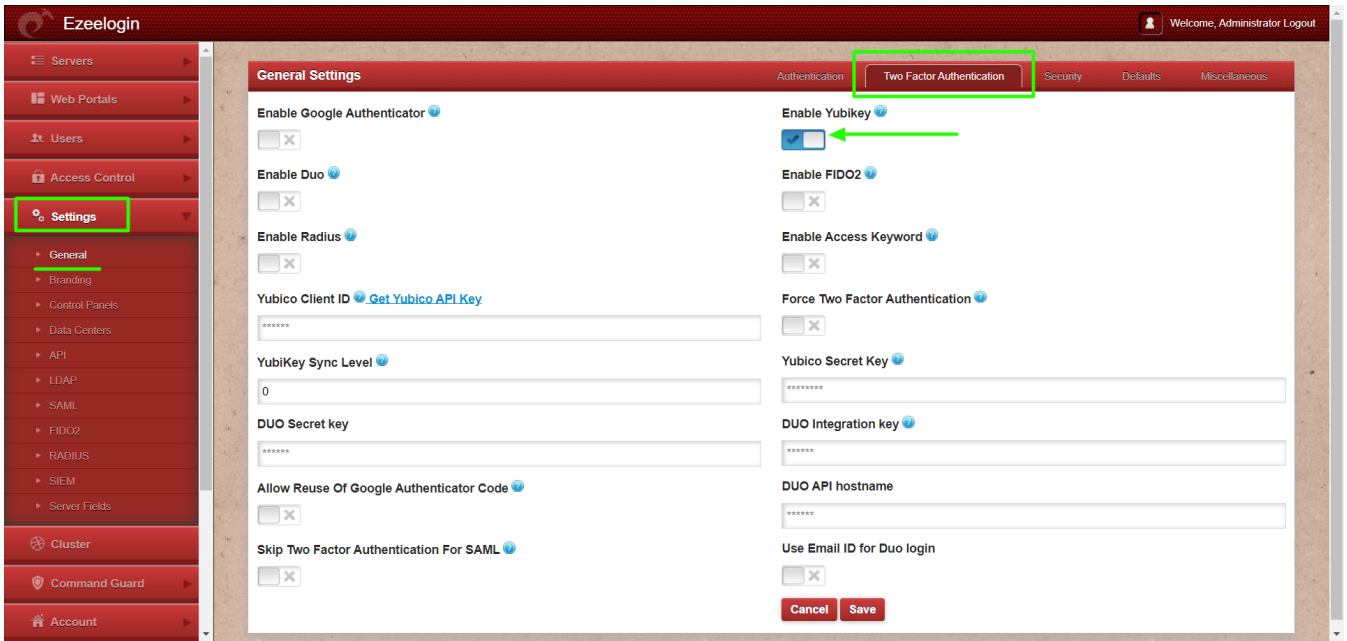 Ezeelogin
Welcome, Administrator Logout
Servers
Web Portals
Users
Access Control
Settings
General
Branding
Control Panels
Data Centers
API
LDAP
SAML
FIDO2
RADIUS
SIEM
Server Fields
Cluster
Command Guard
Account
General Settings
Authentication
Two Factor Authentication
Security
Defaults
Miscellaneous
Enable Google Authenticator
Enable Yubikey
Enable Duo
Enable FIDO2
Enable Radius
Enable Access Keyword
Yubico Client ID Get Yubico API Key
******
Force Two Factor Authentication
YubiKey Sync Level
0
Yubico Secret Key
********
DUO Secret key
******
DUO Integration key
******
Allow Reuse Of Google Authenticator Code
DUO API hostname
******
Skip Two Factor Authentication For SAML
Use Email ID for Duo login
Cancel
Save